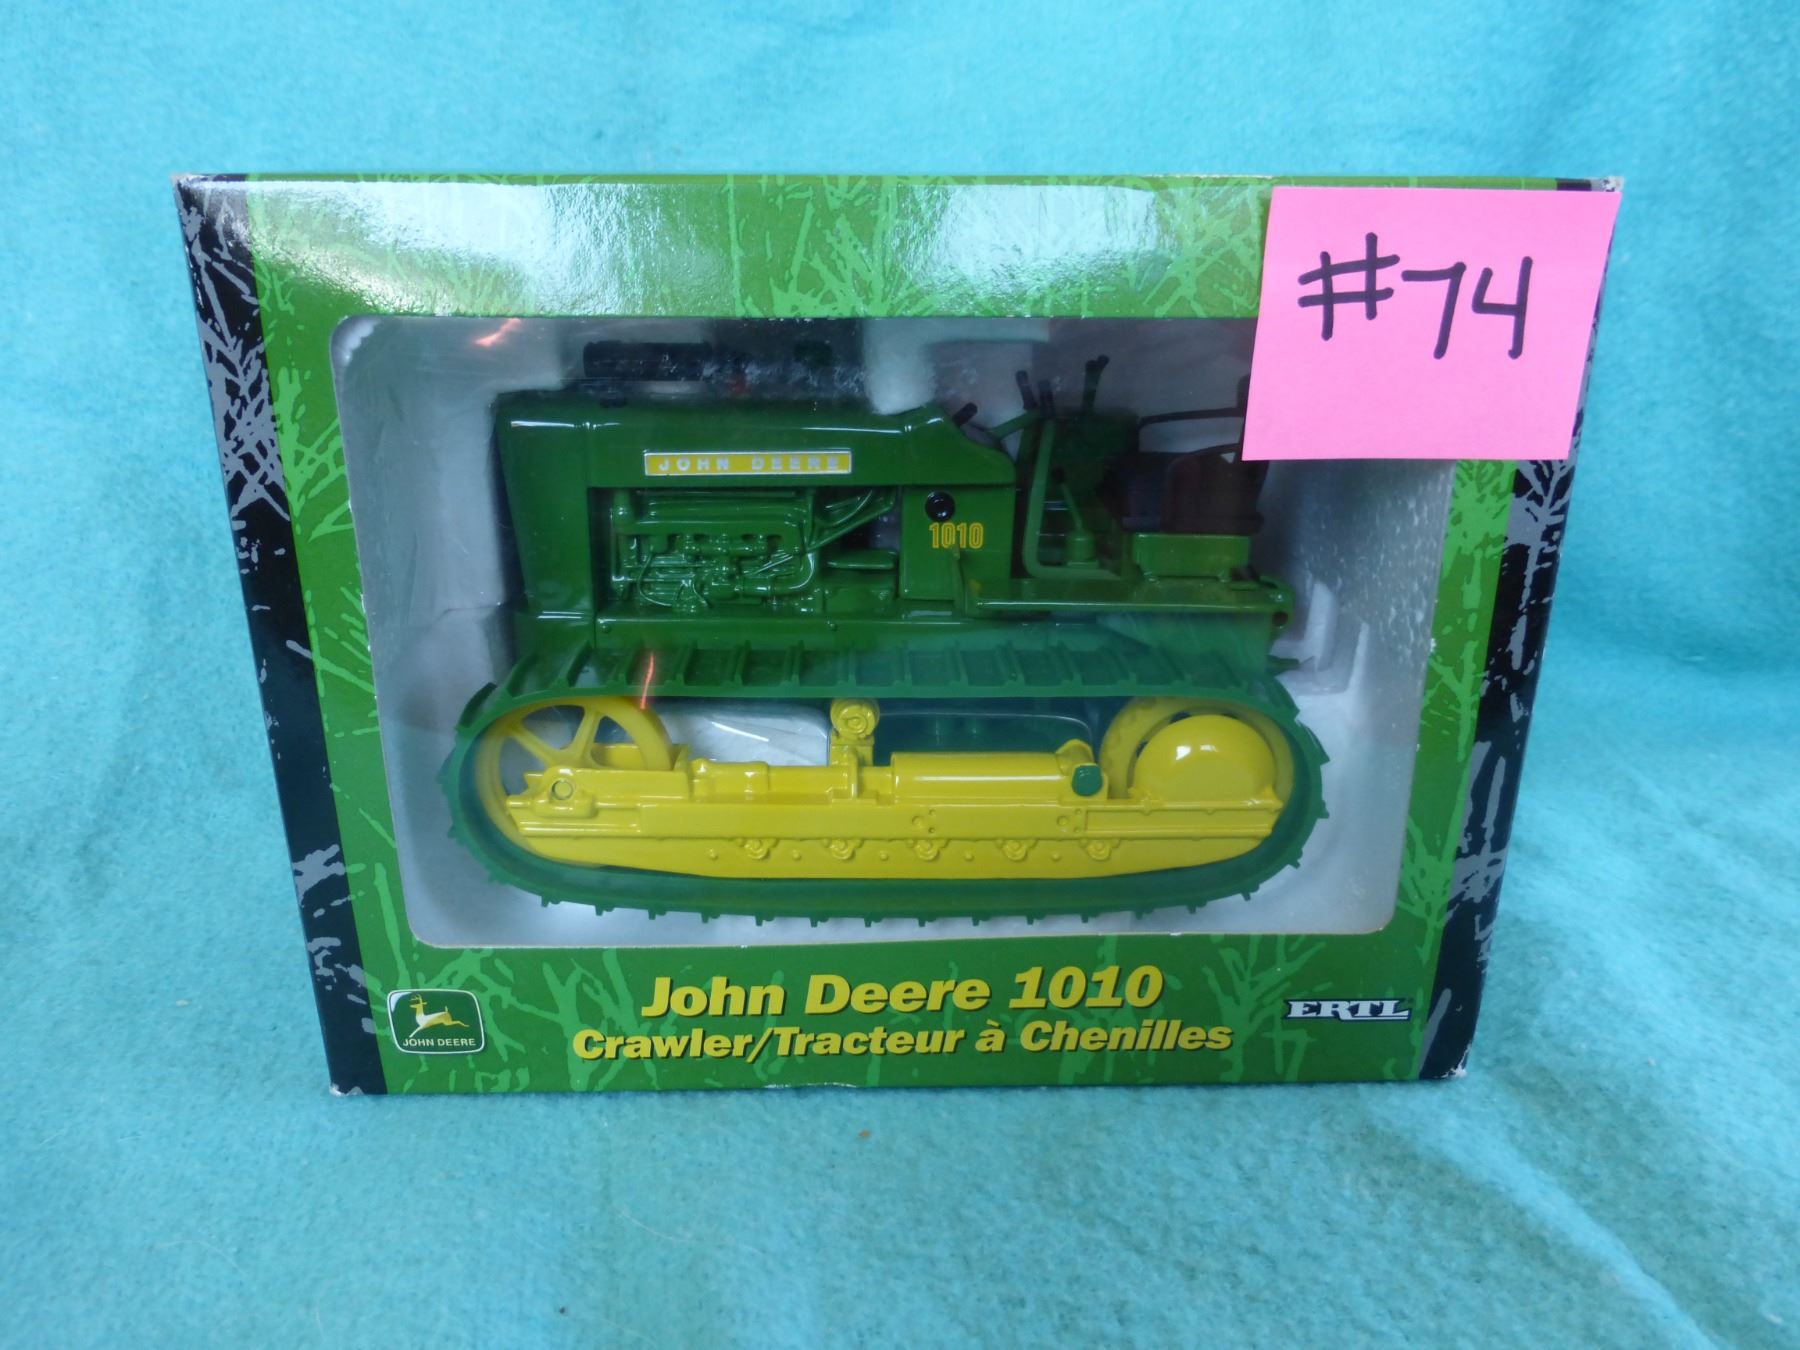 #74
JOHN DEERE
1010
John Deere 1010
Crawler/Tracteur à Chenilles
JOHN DEERE
ERTL